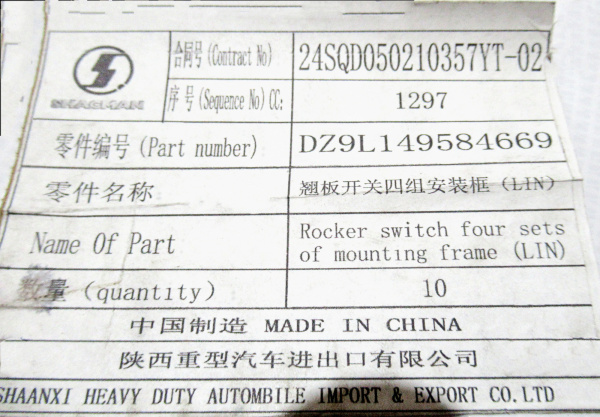 SHACMAN
合同号 (Contract No) 24SQD050210357YT-02
序号 (Sequence No) CC: 1297
零件编号 (Part number) DZ9L149584669
零件名称 翘板开关四组安装框 (LIN)
Name Of Part Rocker switch four sets
of mounting frame (LIN)
数量 (quantity) 10
中国制造 MADE IN CHINA
陕西重型汽车进出口有限公司
SHAANXI HEAVY DUTY AUTOMBILE IMPORT & EXPORT CO.LTD